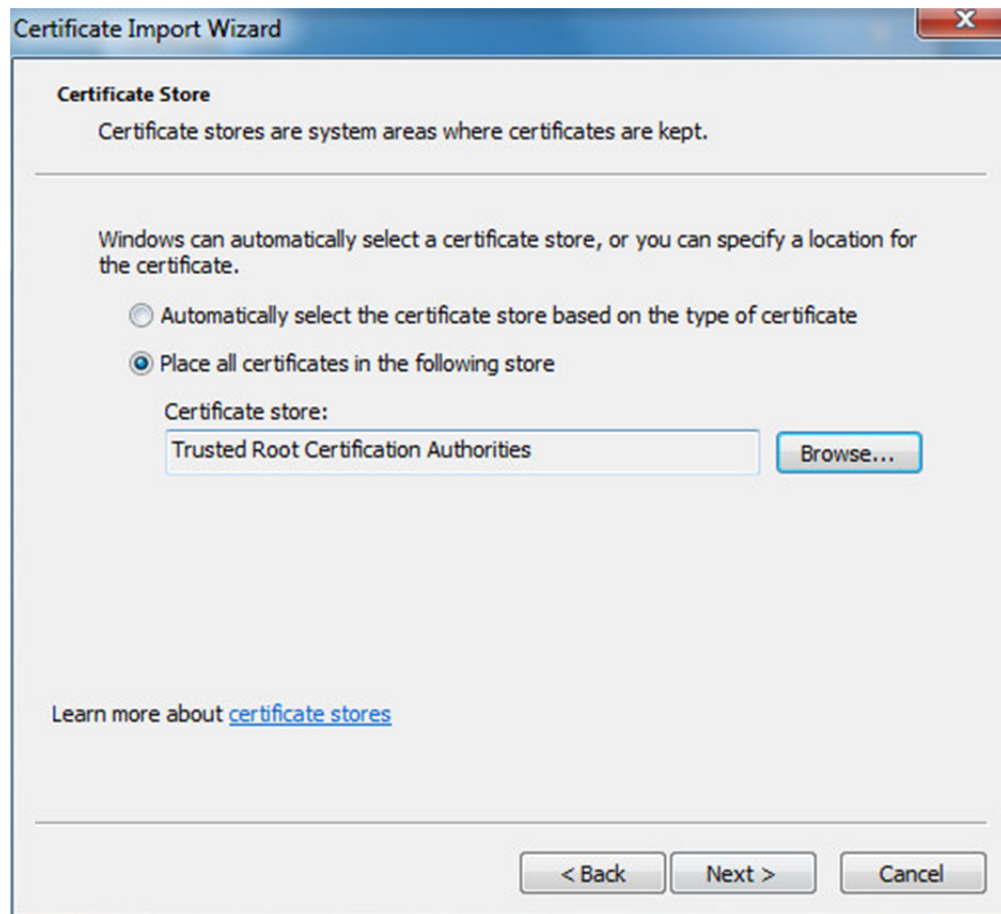 Certificate Import Wizard
Certificate Store
Certificate stores are system areas where certificates are kept.
Windows can automatically select a certificate store, or you can specify a location for
the certificate.
Automatically select the certificate store based on the type of certificate
Place all certificates in the following store
Certificate store:
Trusted Root Certification Authorities
Browse...
Learn more about certificate stores
< Back
Next >
Cancel